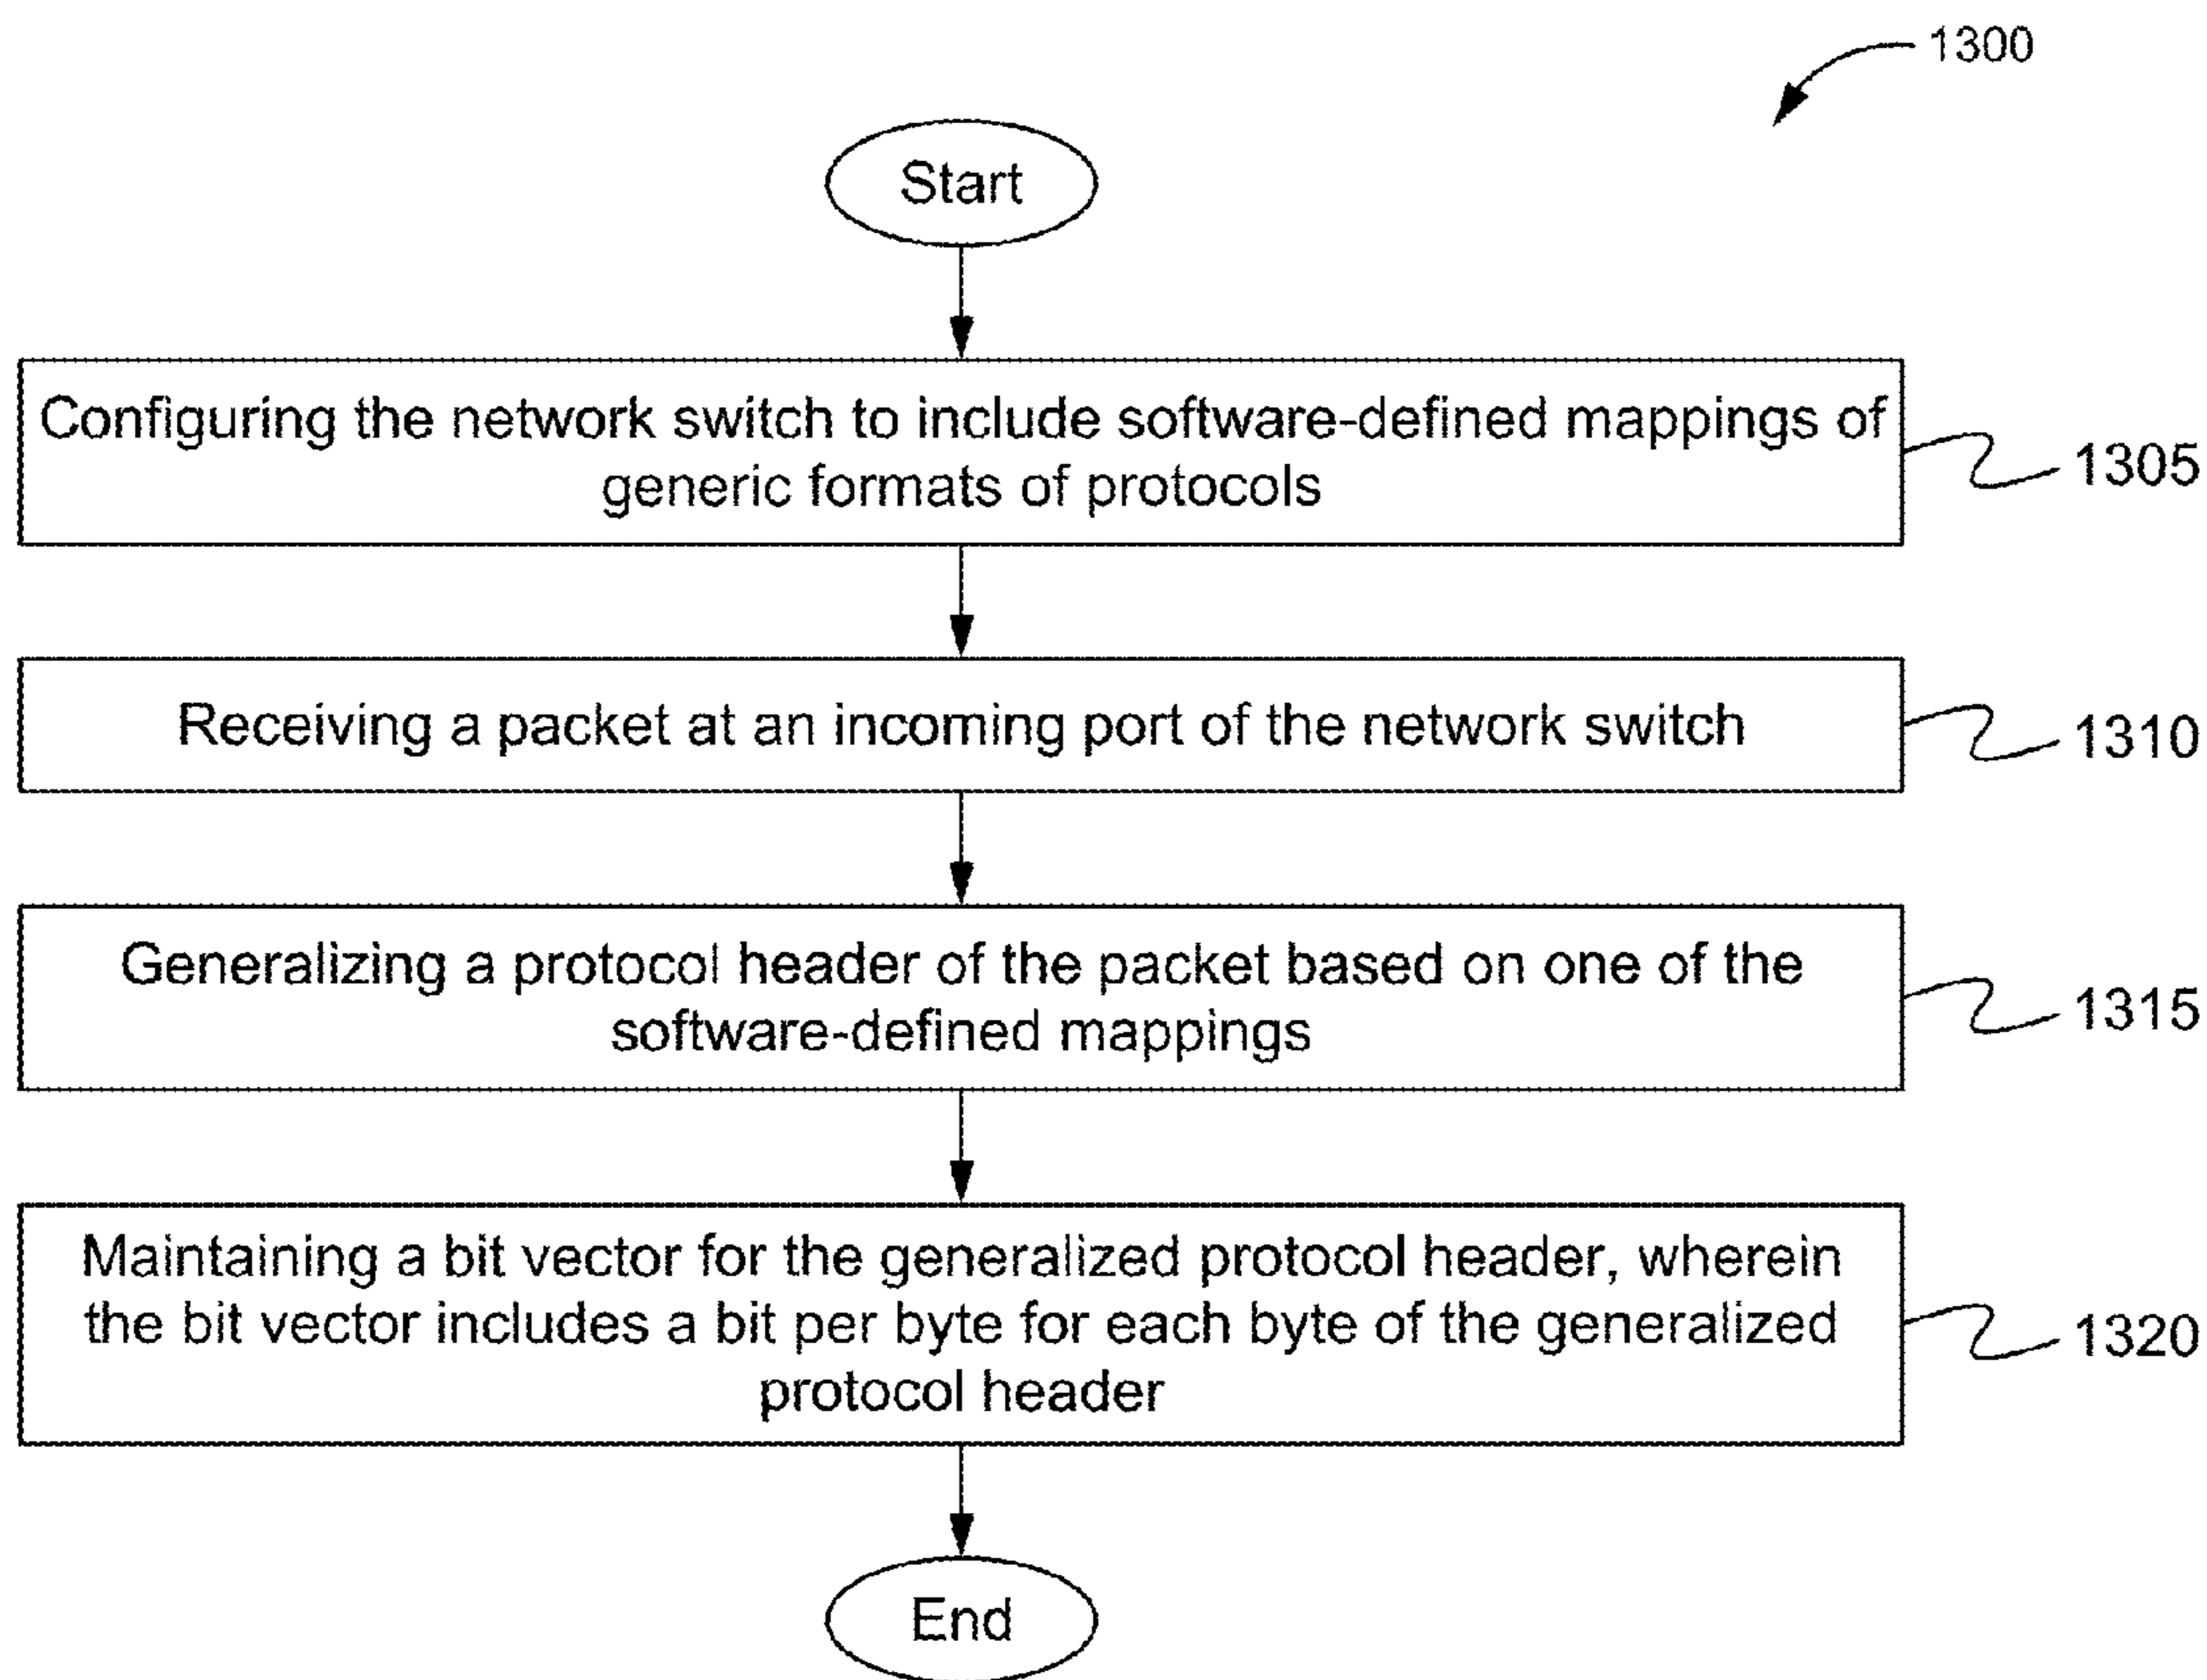 1300
Start
Configuring the network switch to include software-defined mappings of
generic formats of protocols
1305
Receiving a packet at an incoming port of the network switch
1310
Generalizing a protocol header of the packet based on one of the
software-defined mappings
1315
Maintaining a bit vector for the generalized protocol header, wherein
the bit vector includes a bit per byte for each byte of the generalized
protocol header
1320
End